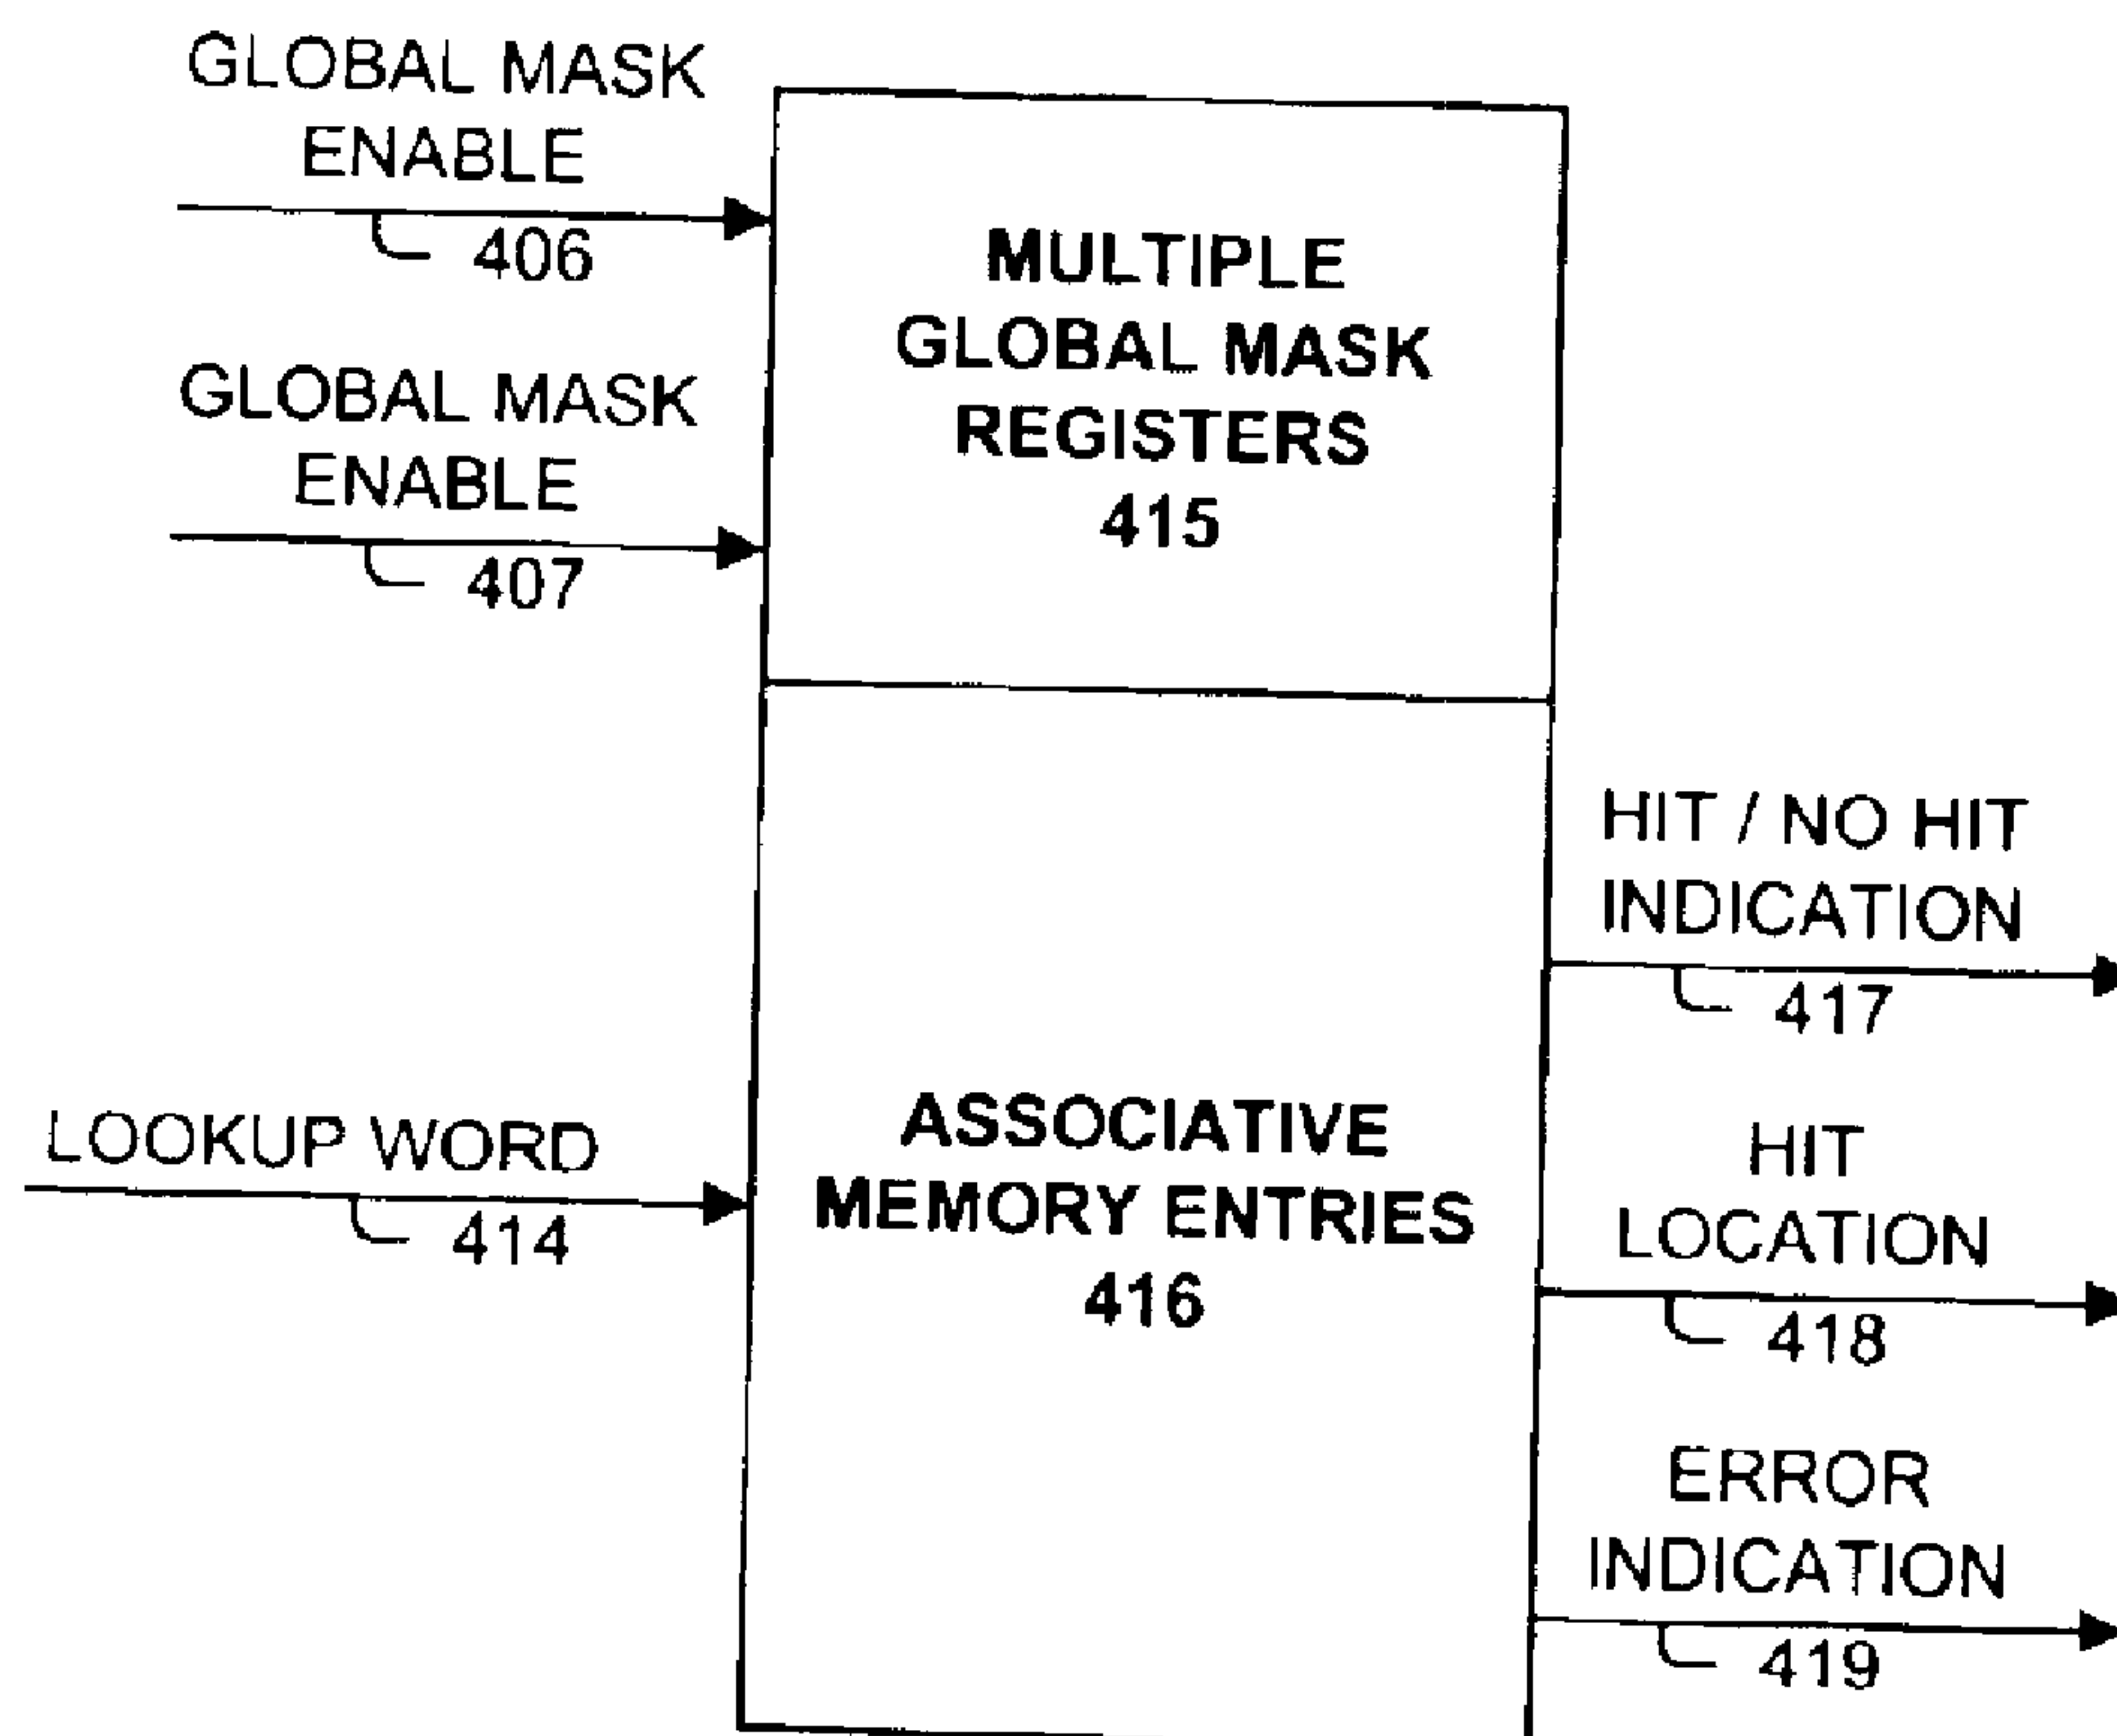 GLOBAL MASK
ENABLE
406
GLOBAL MASK
ENABLE
407
MULTIPLE
GLOBAL MASK
REGISTERS
415
LOOKUP WORD
414
ASSOCIATIVE
MEMORY ENTRIES
416
HIT / NO HIT
INDICATION
417
HIT
LOCATION
418
ERROR
INDICATION
419